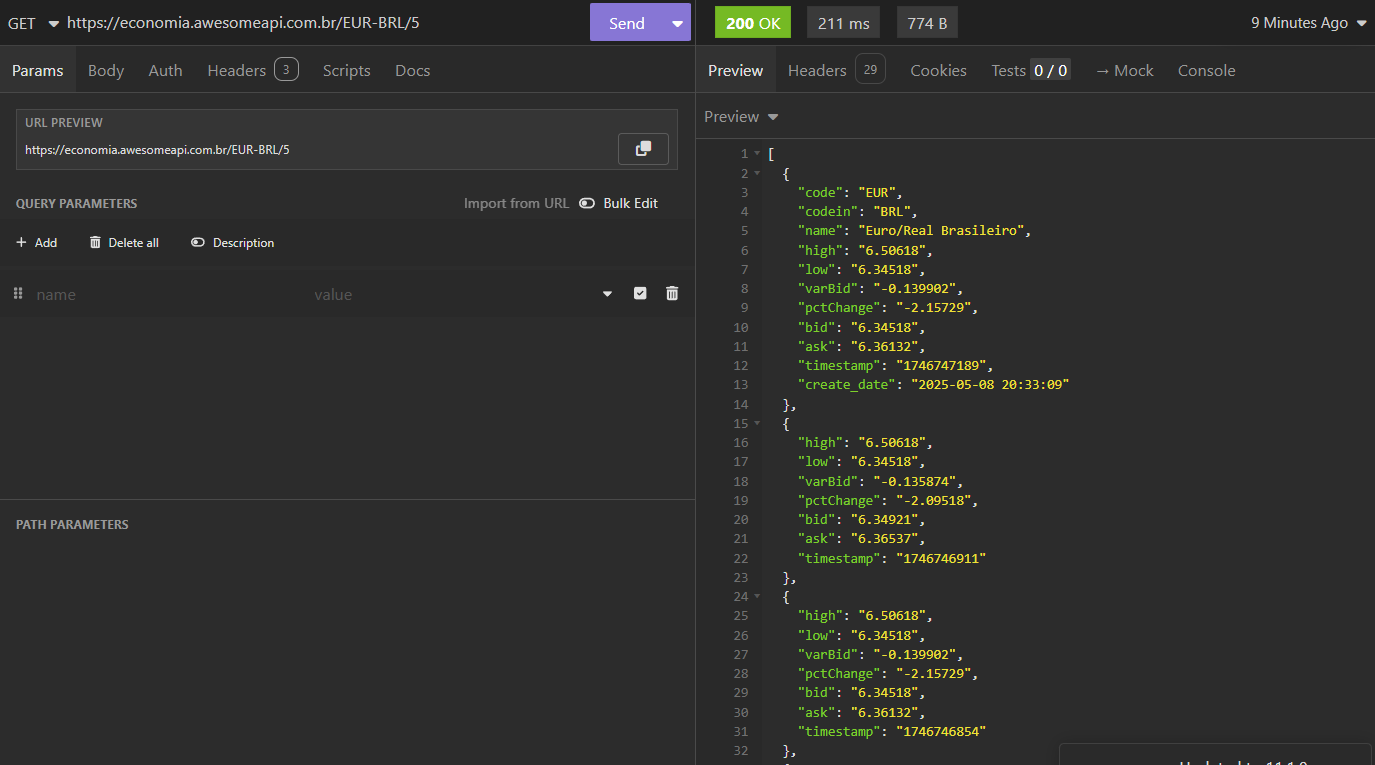 GET https://economia.awesomeapi.com.br/EUR-BRL/5 Send
200 OK 211 ms 774 B 9 Minutes Ago
Params Body Auth Headers 3 Scripts Docs
Preview Headers 29 Cookies Tests 0 / 0 → Mock Console
URL PREVIEW
https://economia.awesomeapi.com.br/EUR-BRL/5
QUERY PARAMETERS Import from URL Bulk Edit
+ Add Delete all Description
name value
PATH PARAMETERS
Preview
1 [
2 {
3 "code": "EUR",
4 "codein": "BRL",
5 "name": "Euro/Real Brasileiro",
6 "high": "6.50618",
7 "low": "6.34518",
8 "varBid": "-0.139902",
9 "pctChange": "-2.15729",
10 "bid": "6.34518",
11 "ask": "6.36132",
12 "timestamp": "1746747189",
13 "create_date": "2025-05-08 20:33:09"
14 },
15 {
16 "high": "6.50618",
17 "low": "6.34518",
18 "varBid": "-0.135874",
19 "pctChange": "-2.09518",
20 "bid": "6.34921",
21 "ask": "6.36537",
22 "timestamp": "1746746911"
23 },
24 {
25 "high": "6.50618",
26 "low": "6.34518",
27 "varBid": "-0.139902",
28 "pctChange": "-2.15729",
29 "bid": "6.34518",
30 "ask": "6.36132",
31 "timestamp": "1746746854"
32 },